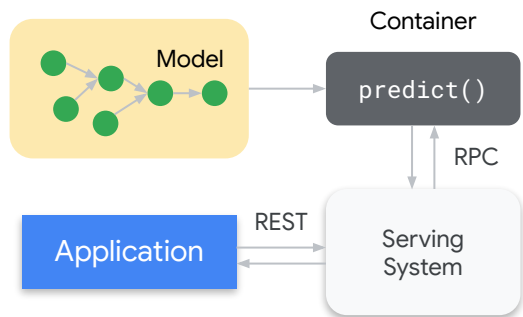 Container
Model
predict()
RPC
REST
Application
Serving
System